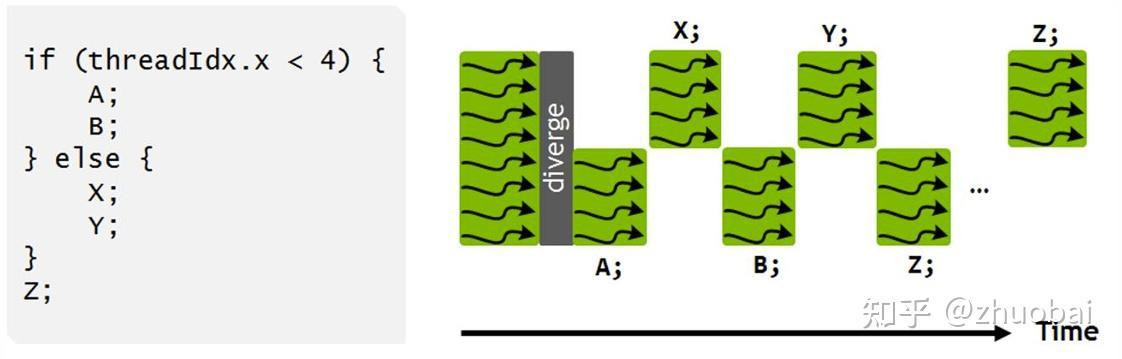 if (threadIdx.x < 4) {
    A;
    B;
} else {
    X;
    Y;
}
Z;
diverge
X;
Y;
Z;
A;
B;
Z;
...
知乎 @zhuobai
Time